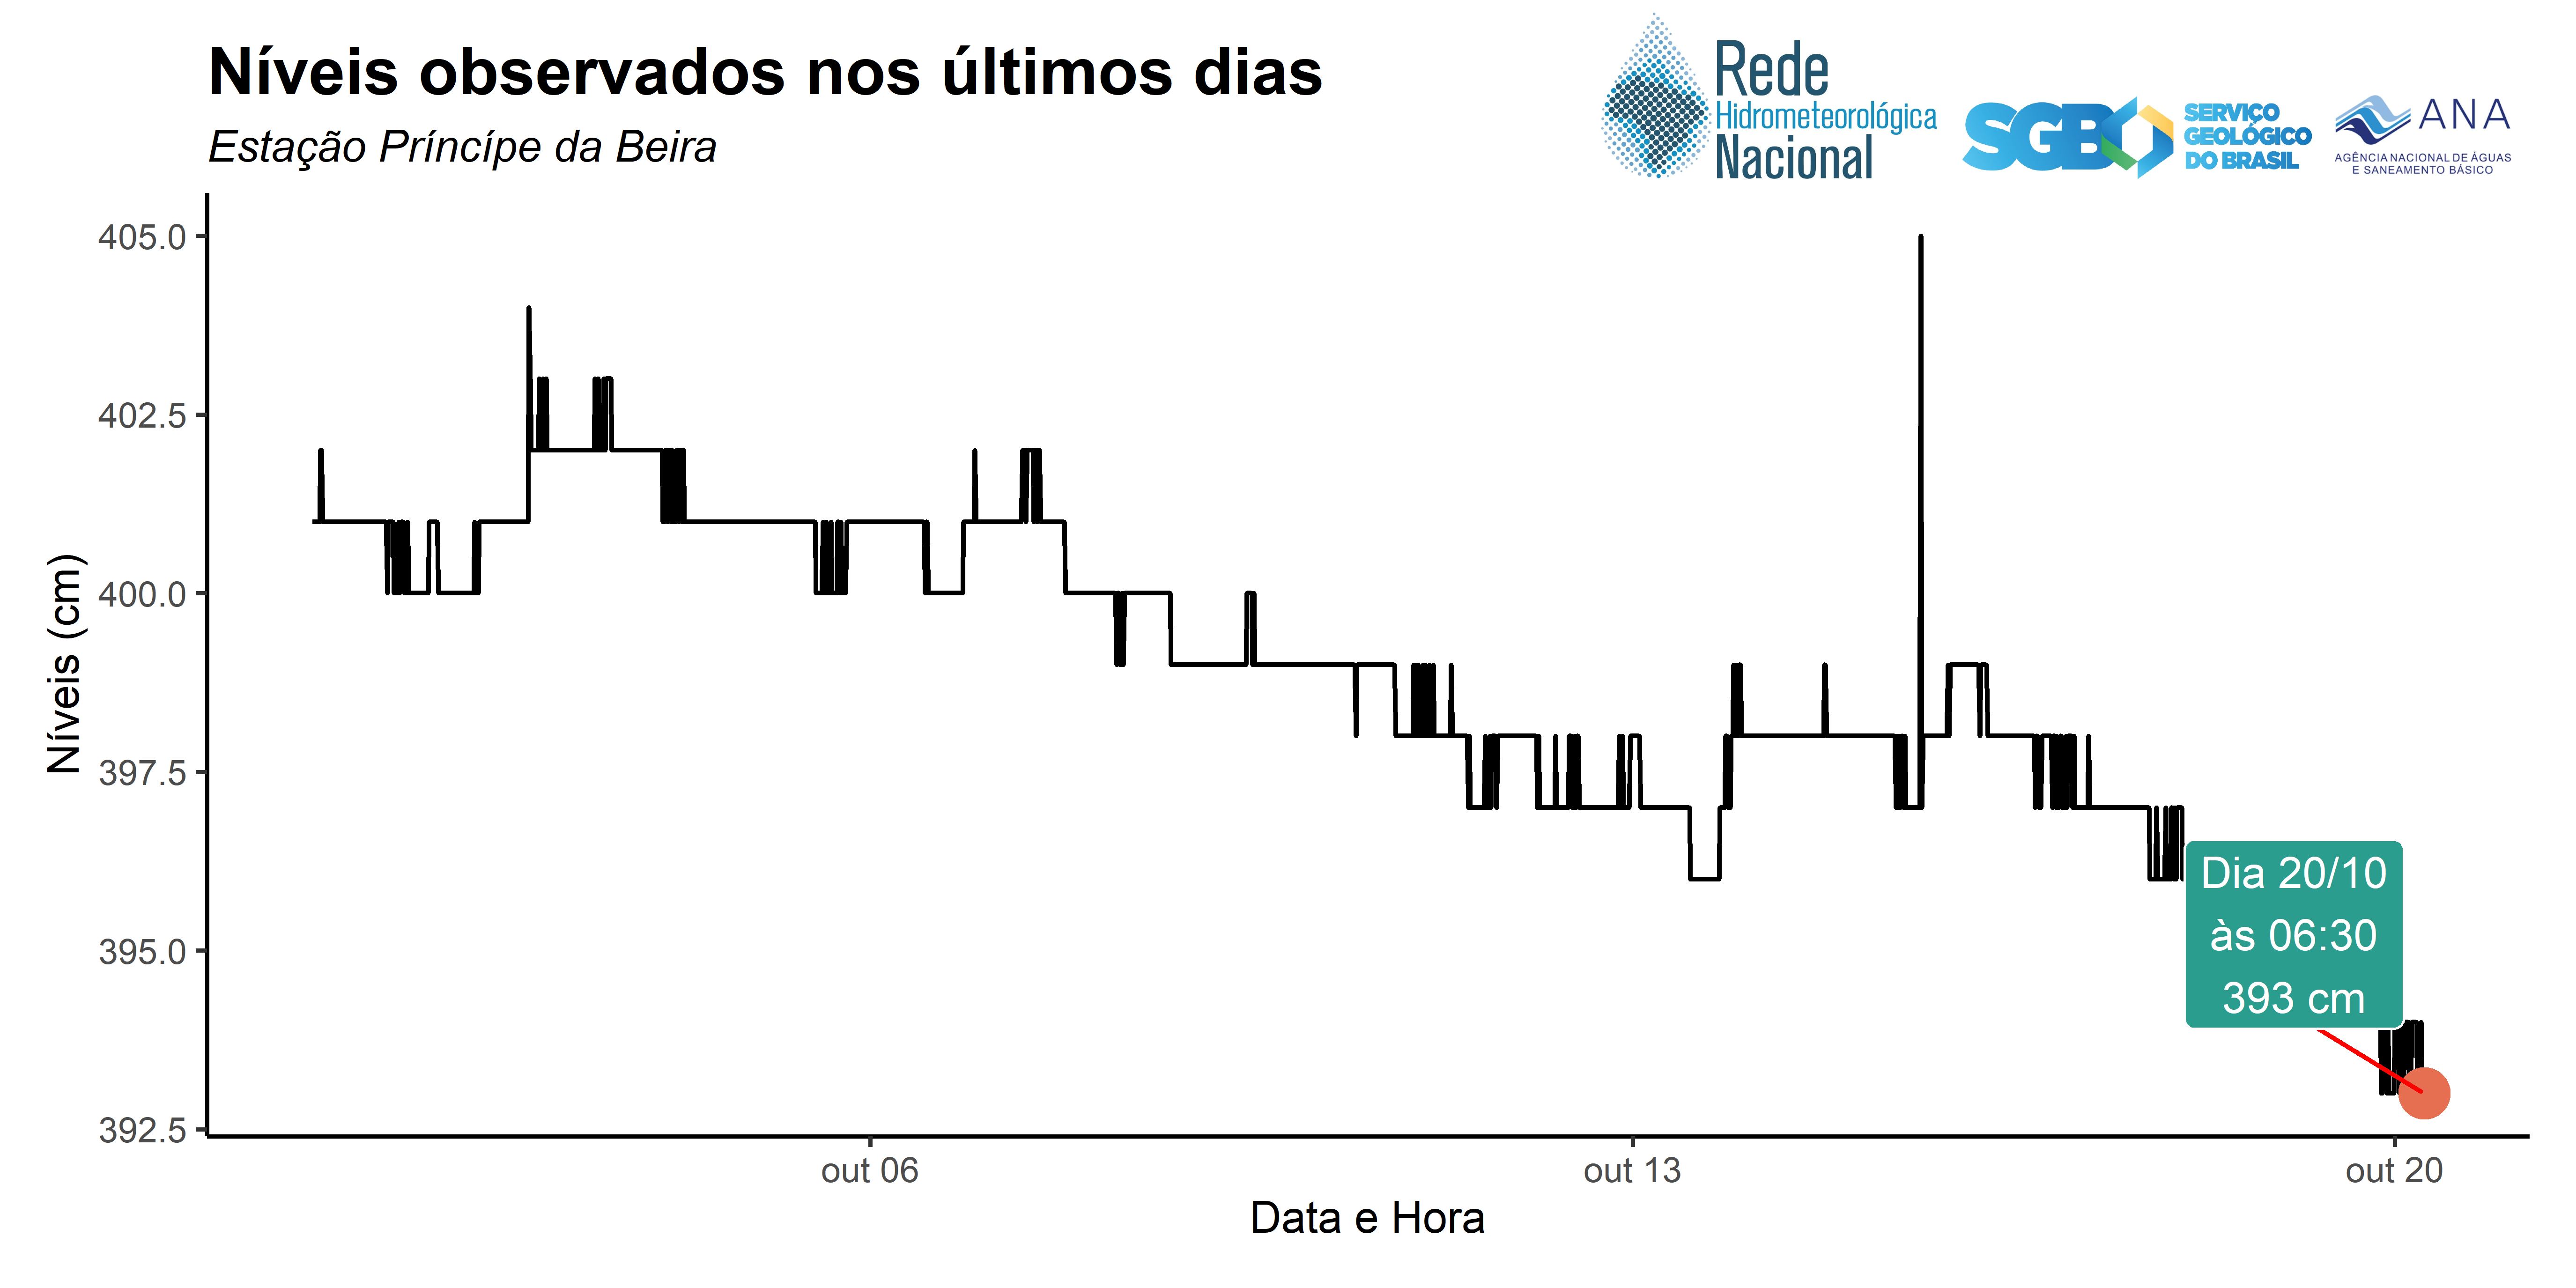 Níveis observados nos últimos dias
Estação Príncípe da Beira
Rede
Hidrometeorológica
Nacional
SGB
SERVIÇO
GEOLÓGICO
DO BRASIL
ANA
AGÊNCIA NACIONAL DE ÁGUAS
E SANEAMENTO BÁSICO
Níveis (cm)
405.0
402.5
400.0
397.5
395.0
392.5
Dia 20/10
às 06:30
393 cm
out 06
out 13
out 20
Data e Hora